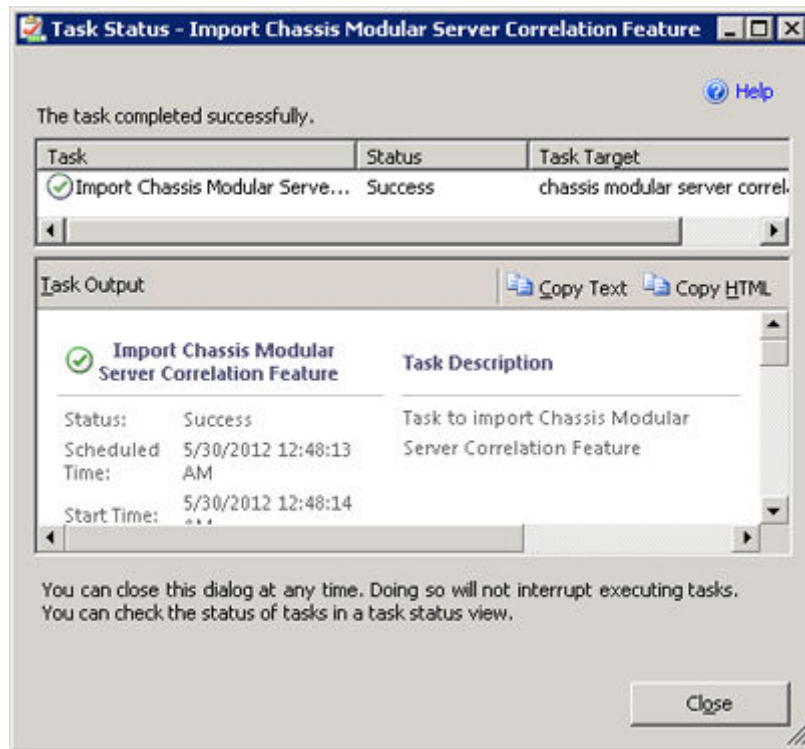 Task Status - Import Chassis Modular Server Correlation Feature
Help
The task completed successfully.
Task Status Task Target
Import Chassis Modular Serve... Success chassis modular server correl
Task Output Copy Text Copy HTML
Import Chassis Modular
Server Correlation Feature
Task Description
Status: Success
Scheduled Time: 5/30/2012 12:48:13 AM
Start Time: 5/30/2012 12:48:14
Task to import Chassis Modular
Server Correlation Feature
You can close this dialog at any time. Doing so will not interrupt executing tasks.
You can check the status of tasks in a task status view.
Close